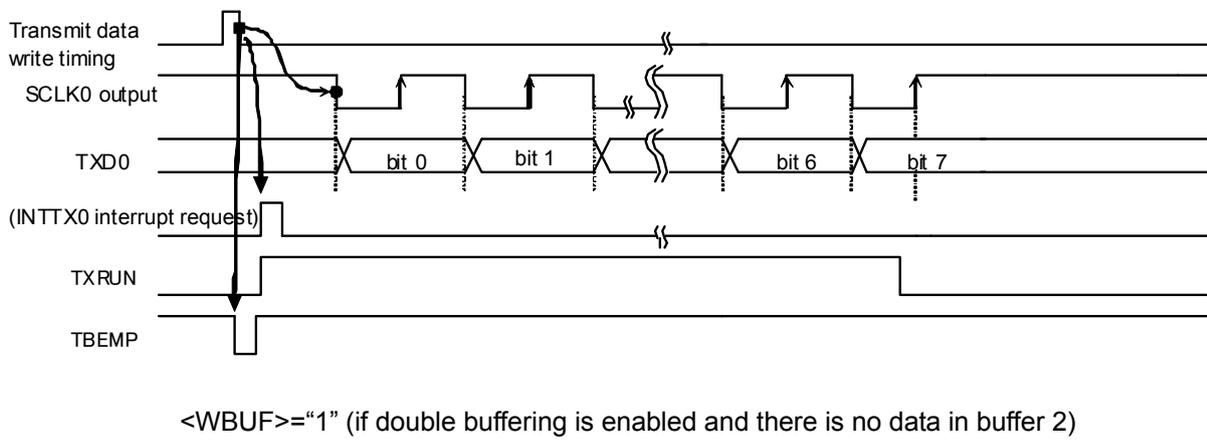 Transmit data
write timing
SCLK0 output
TXD0
bit 0
bit 1
bit 6
bit 7
(INTTX0 interrupt request)
TXRUN
TBEMP
<WBUF>=“1” (if double buffering is enabled and there is no data in buffer 2)